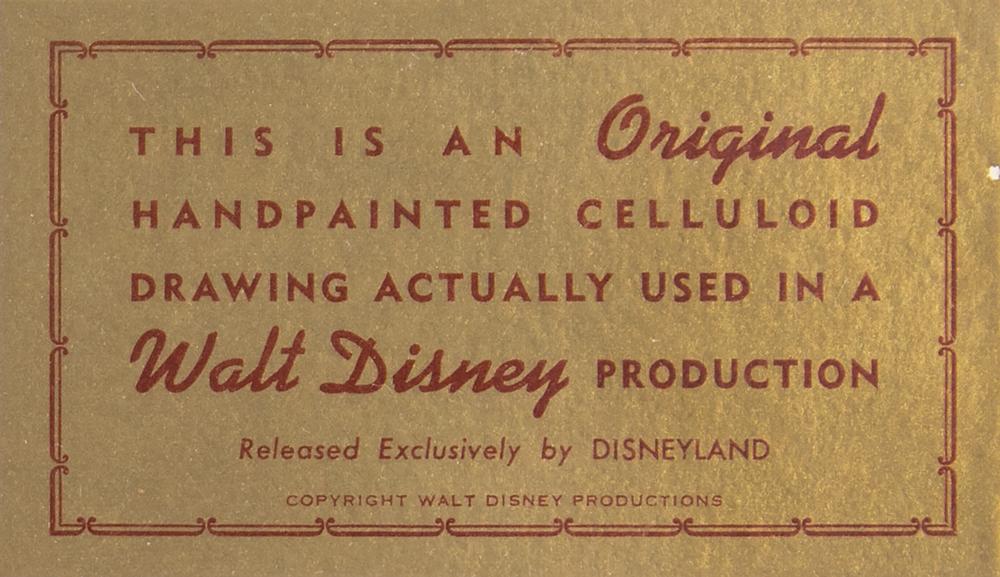 THIS IS AN Original
HANDPAINTED CELLULOID
DRAWING ACTUALLY USED IN A
Walt Disney PRODUCTION
Released Exclusively by DISNEYLAND
COPYRIGHT WALT DISNEY PRODUCTIONS